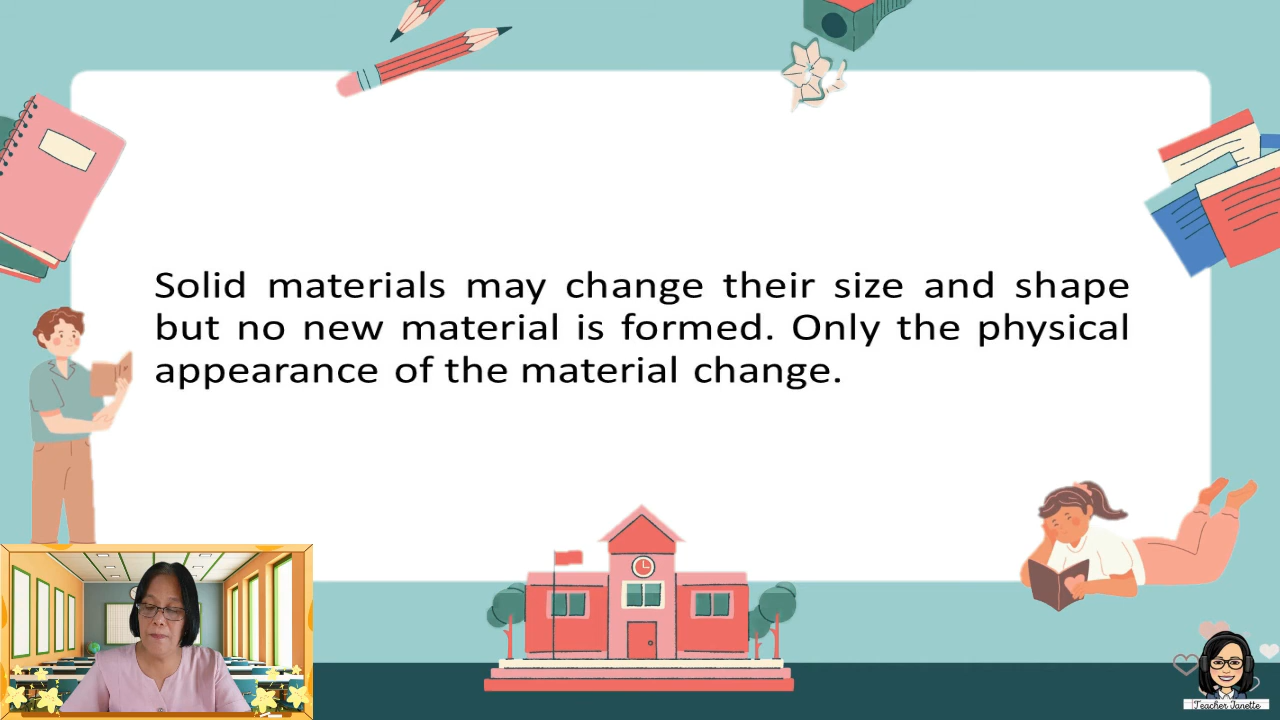 Solid materials may change their size and shape
but no new material is formed. Only the physical
appearance of the material change.
Teacher Janette